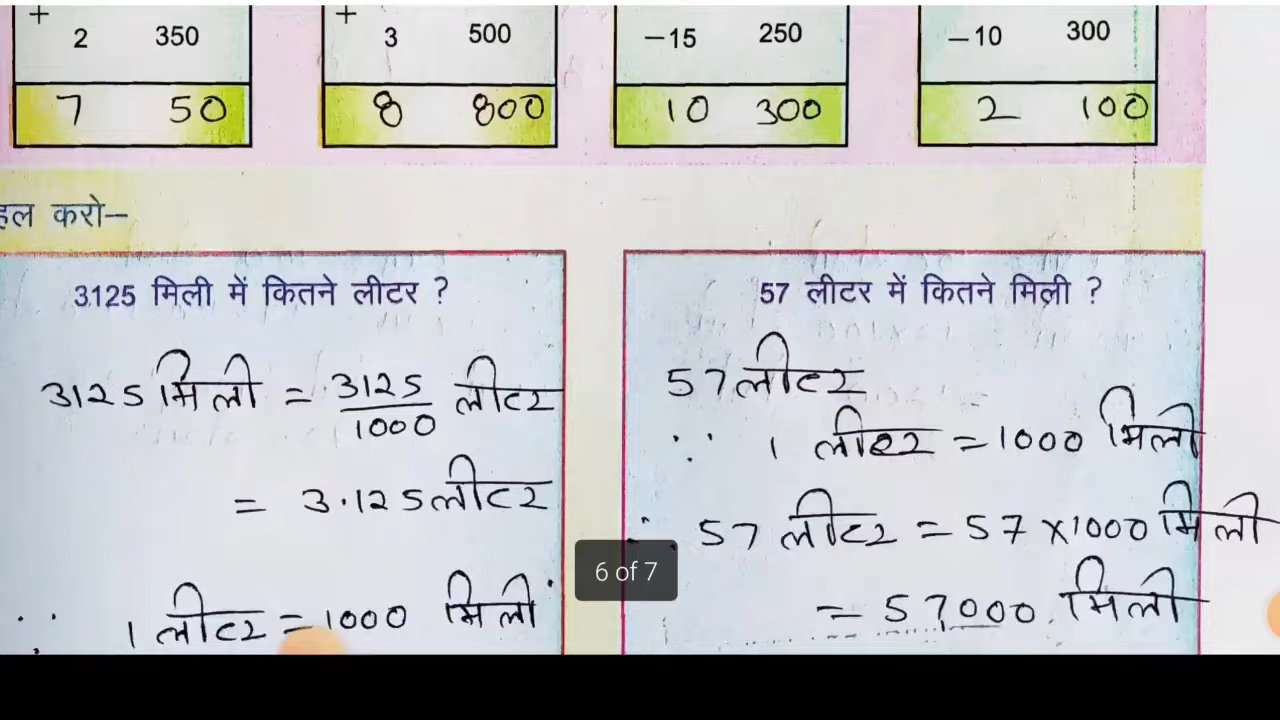 + + 
2 350 3 500 −15 250 −10 300
7 50 8 800 10 300 2 100
हल करो−
3125 मिली में कितने लीटर ?
3125 मिली = 3125/1000 लीटर
= 3.125 लीटर
∵ 1 लीटर = 1000 मिली
57 लीटर में कितने मिली ?
57 लीटर
∵ 1 लीटर = 1000 मिली
∴ 57 लीटर = 57 × 1000 मिली
= 57000 मिली
6 of 7